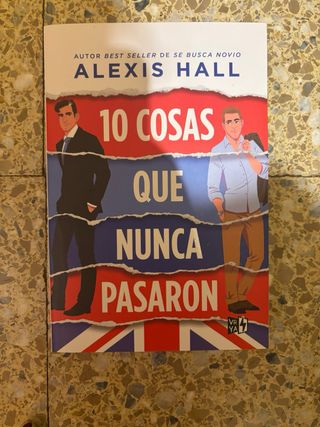 AUTOR BEST SELLER DE SE BUSCA NOVIO
ALEXIS HALL
10 COSAS
QUE
NUNCA
PASARON
VR
YA